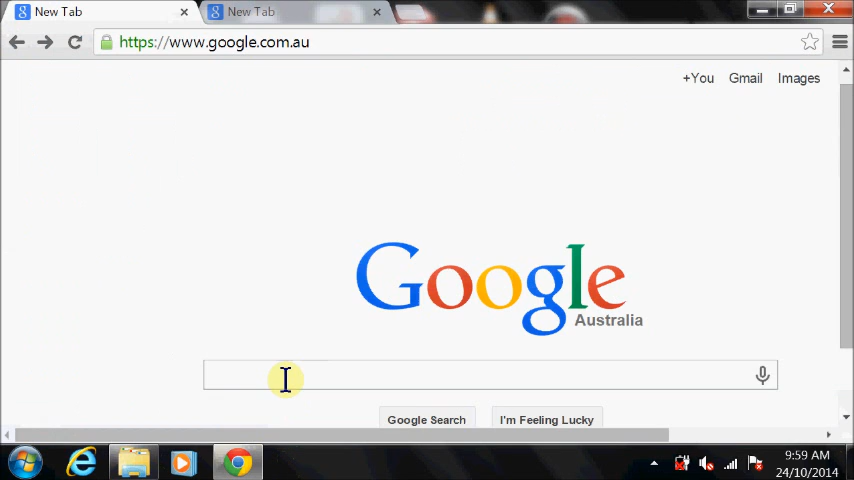 New Tab
New Tab
https://www.google.com.au
+You Gmail Images
Google
Australia
Google Search I'm Feeling Lucky
9:59 AM
24/10/2014